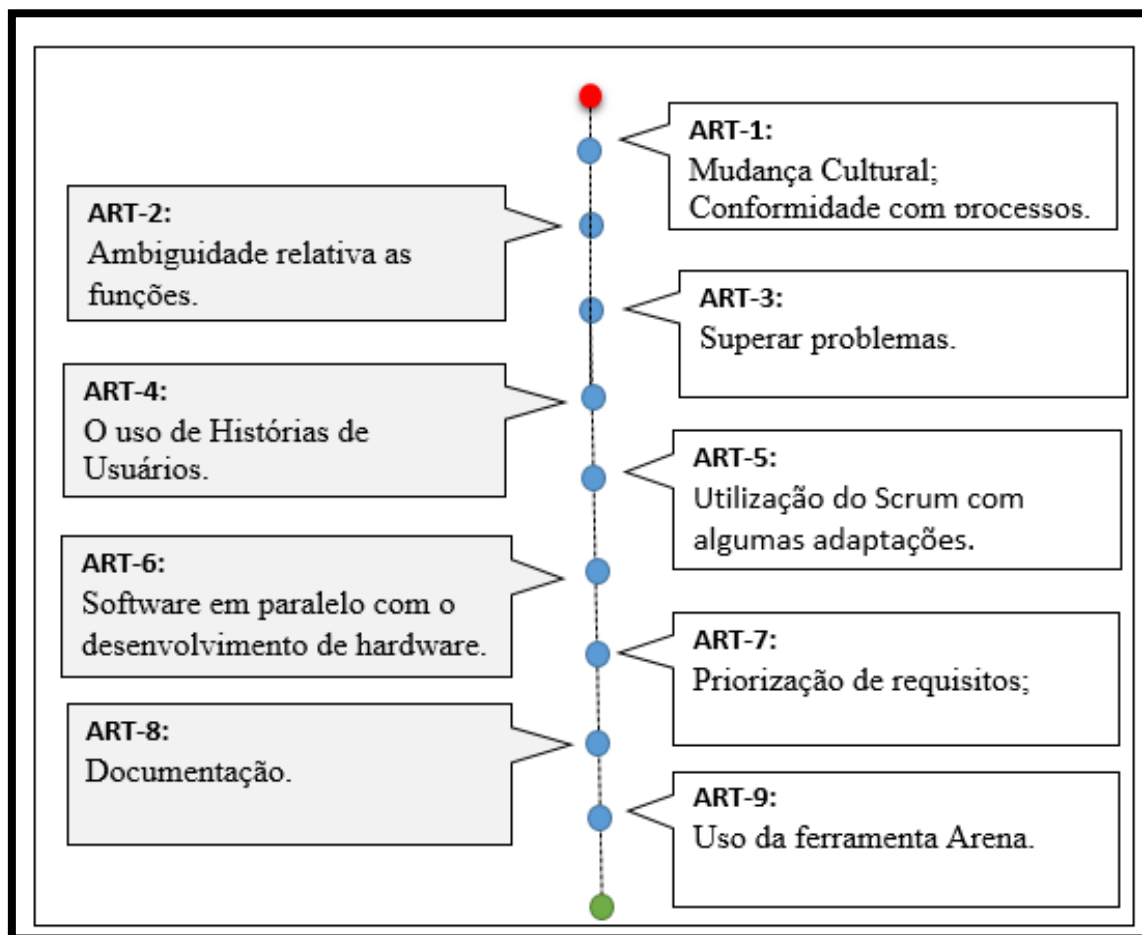 ART-1:
Mudança Cultural;
Conformidade com processos.
ART-2:
Ambiguidade relativa as
funções.
ART-3:
Superar problemas.
ART-4:
O uso de Histórias de
Usuários.
ART-5:
Utilização do Scrum com
algumas adaptações.
ART-6:
Software em paralelo com o
desenvolvimento de hardware.
ART-7:
Priorização de requisitos;
ART-8:
Documentação.
ART-9:
Uso da ferramenta Arena.